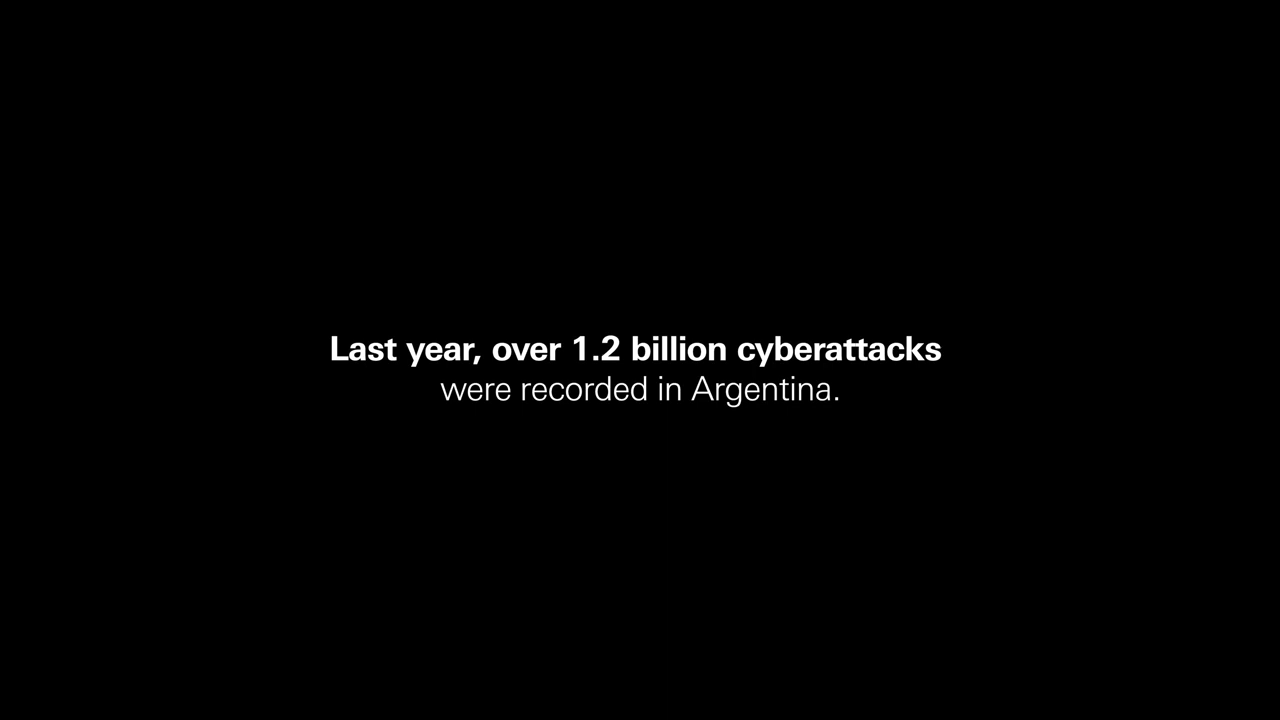 Last year, over 1.2 billion cyberattacks
were recorded in Argentina.